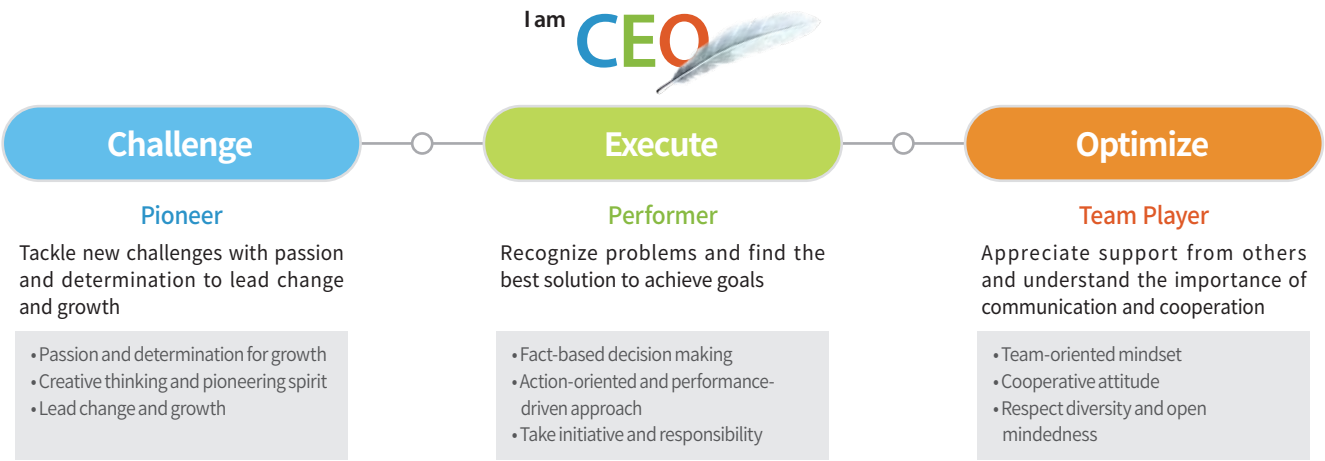 I am CEO
Challenge
Execute
Optimize
Pioneer
Tackle new challenges with passion
and determination to lead change
and growth
• Passion and determination for growth
• Creative thinking and pioneering spirit
• Lead change and growth
Performer
Recognize problems and find the
best solution to achieve goals
• Fact-based decision making
• Action-oriented and performance-
driven approach
• Take initiative and responsibility
Team Player
Appreciate support from others
and understand the importance of
communication and cooperation
• Team-oriented mindset
• Cooperative attitude
• Respect diversity and open
mindedness